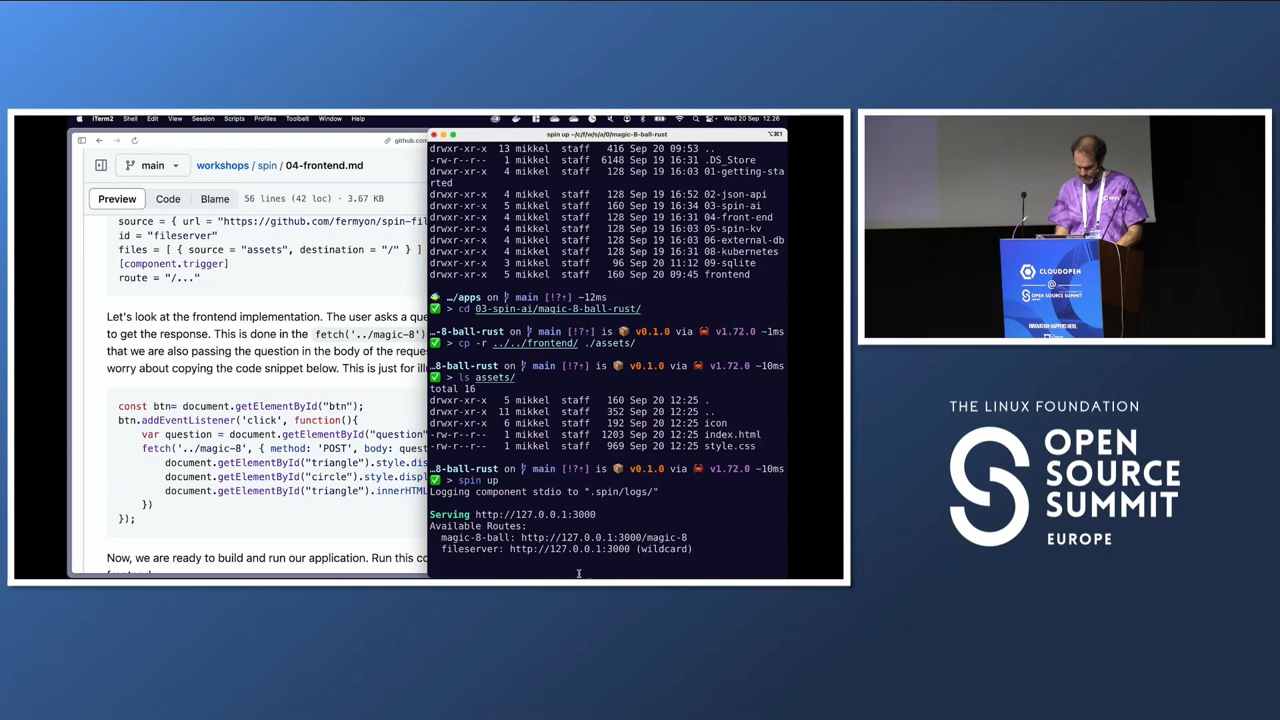 iTerm2 Shell Edit View Session Scripts Profiles Toolbelt Window Help Wed 20 Sep 12.26
github.com
main workshops / spin / 04-frontend.md
Preview Code Blame 56 lines (42 loc) · 3.67 KB
source = { url = "https://github.com/fermyon/spin-fil
id = "fileserver"
files = [ { source = "assets", destination = "/" } ]
[component.trigger]
route = "/..."
Let's look at the frontend implementation. The user asks a que
to get the response. This is done in the fetch('../magic-8')
that we are also passing the question in the body of the reque
worry about copying the code snippet below. This is just for ill
const btn= document.getElementById("btn");
btn.addEventListener('click', function(){
var question = document.getElementById("question"
fetch('../magic-8', { method: 'POST', body: quest
document.getElementById("triangle").style.dis
document.getElementById("circle").style.displ
document.getElementById("triangle").innerHTML
})
});
Now, we are ready to build and run our application. Run this co
spin up ~/c/f/w/s/a/0/magic-8-ball-rust ⌥⌘1
drwxr-xr-x 13 mikkel staff 416 Sep 20 09:53 ..
-rw-r--r-- 1 mikkel staff 6148 Sep 19 16:31 .DS_Store
drwxr-xr-x 4 mikkel staff 128 Sep 19 16:03 01-getting-sta
rted
drwxr-xr-x 4 mikkel staff 128 Sep 19 16:52 02-json-api
drwxr-xr-x 5 mikkel staff 160 Sep 19 16:34 03-spin-ai
drwxr-xr-x 4 mikkel staff 128 Sep 19 16:31 04-front-end
drwxr-xr-x 4 mikkel staff 128 Sep 19 16:03 05-spin-kv
drwxr-xr-x 4 mikkel staff 128 Sep 19 16:03 06-external-db
drwxr-xr-x 4 mikkel staff 128 Sep 19 16:31 08-kubernetes
drwxr-xr-x 3 mikkel staff 96 Sep 20 11:12 09-sqlite
drwxr-xr-x 5 mikkel staff 160 Sep 20 09:45 frontend
…/apps on main [!?⇡] ~12ms
> cd 03-spin-ai/magic-8-ball-rust/
…-8-ball-rust on main [!?⇡] is v0.1.0 via v1.72.0 ~1ms
> cp -r ../../frontend/ ./assets/
…8-ball-rust on main [!?⇡] is v0.1.0 via v1.72.0 ~10ms
> ls assets/
total 16
drwxr-xr-x 5 mikkel staff 160 Sep 20 12:25 .
drwxr-xr-x 11 mikkel staff 352 Sep 20 12:25 ..
drwxr-xr-x 6 mikkel staff 192 Sep 20 12:25 icon
-rw-r--r-- 1 mikkel staff 1203 Sep 20 12:25 index.html
-rw-r--r-- 1 mikkel staff 969 Sep 20 12:25 style.css
…8-ball-rust on main [!?⇡] is v0.1.0 via v1.72.0 ~10ms
> spin up
Logging component stdio to ".spin/logs/"
Serving http://127.0.0.1:3000
Available Routes:
magic-8-ball: http://127.0.0.1:3000/magic-8
fileserver: http://127.0.0.1:3000 (wildcard)
CLOUDOPEN
@
OPEN SOURCE SUMMIT
INNOVATION HAPPENS HERE.
THE LINUX FOUNDATION
OPEN
SOURCE
SUMMIT
EUROPE